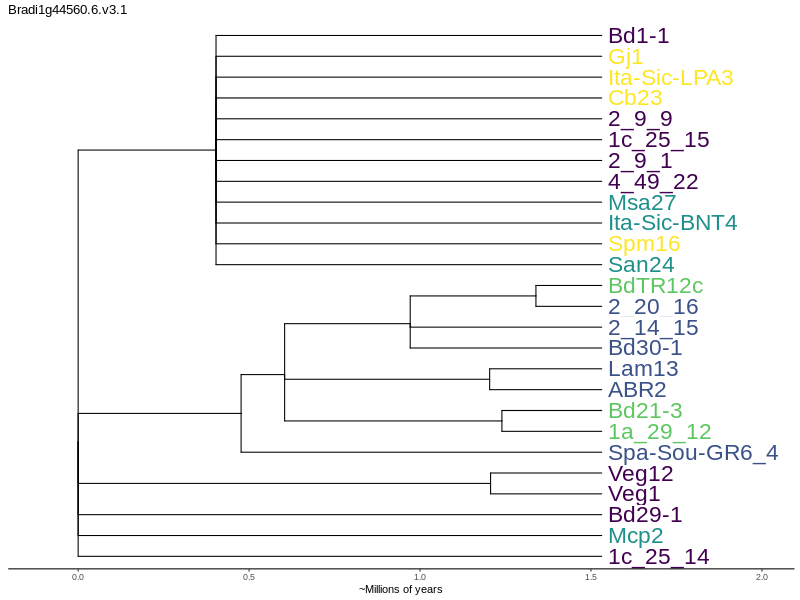 Bradi1g44560.6.v3.1
Bd1-1
Gj1
Ita-Sic-LPA3
Cb23
2_9_9
1c_25_15
2_9_1
4_49_22
Msa27
Ita-Sic-BNT4
Spm16
San24
BdTR12c
2_20_16
2_14_15
Bd30-1
Lam13
ABR2
Bd21-3
1a_29_12
Spa-Sou-GR6_4
Veg12
Veg1
Bd29-1
Mcp2
1c_25_14
0.0 0.5 1.0 1.5 2.0
~Millions of years